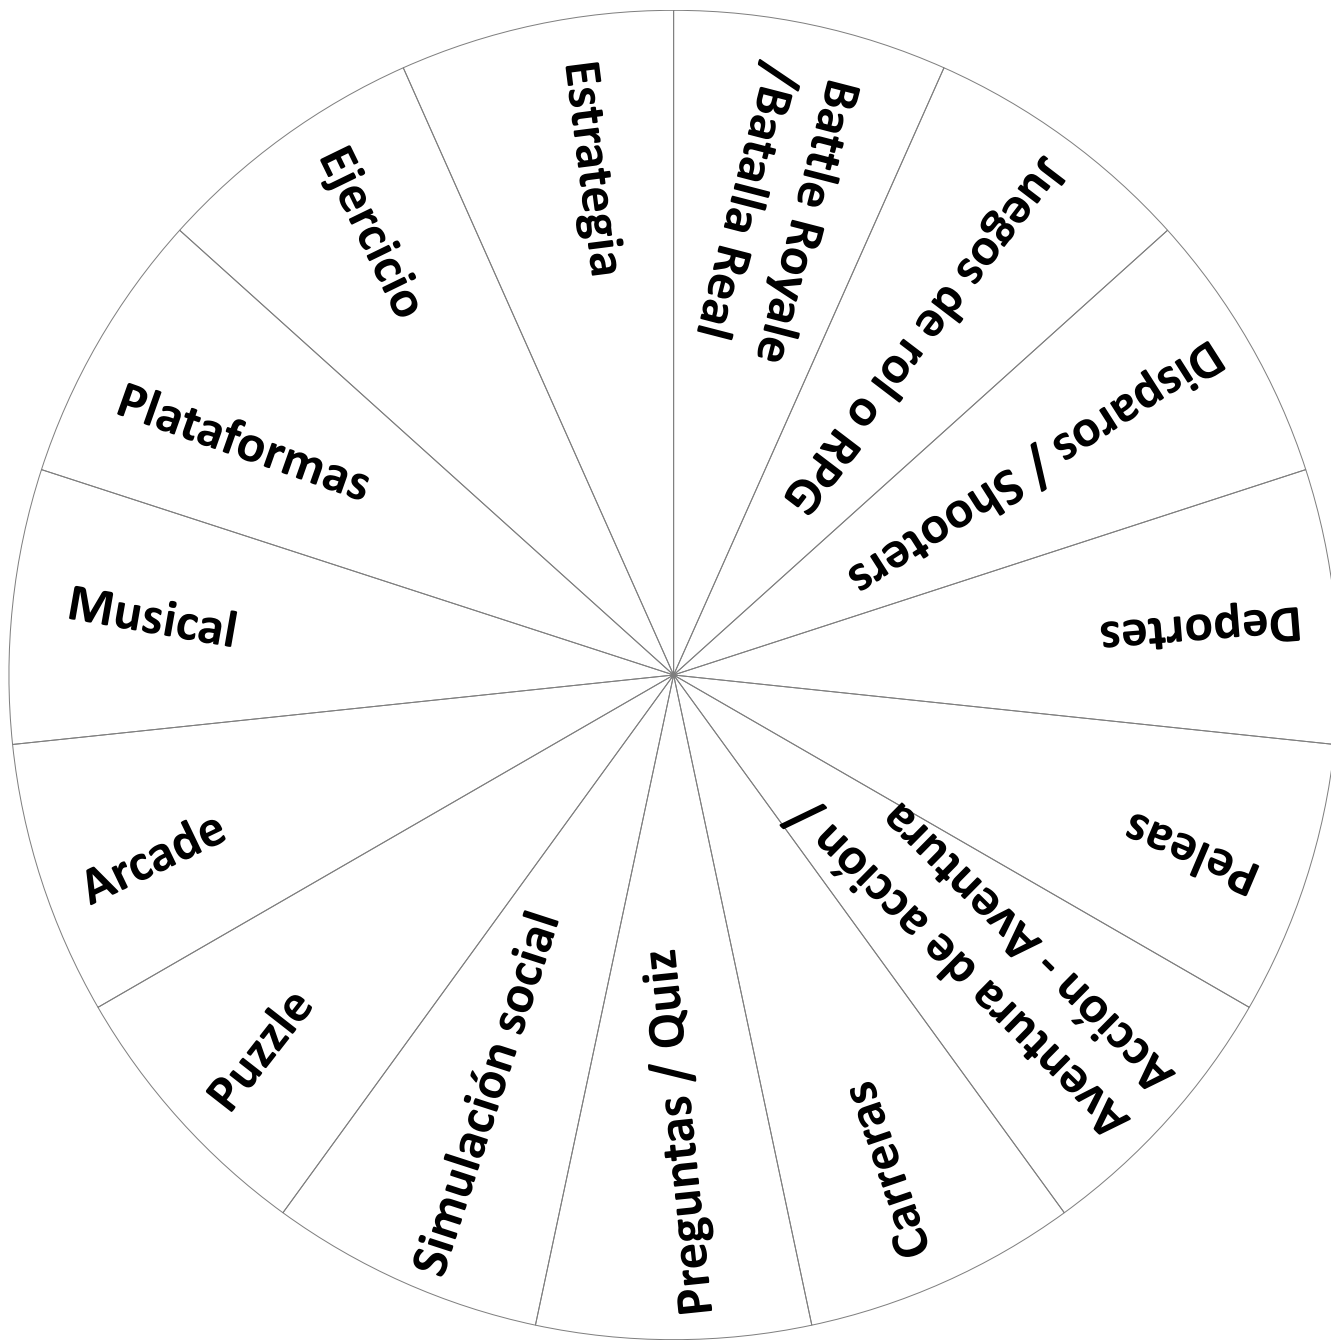 Battle Royale
/Batalla Real
Juegos de rol o RPG
Disparos / Shooters
Deportes
Peleas
Aventura de acción /
Acción - Aventura
Carreras
Preguntas / Quiz
Simulación social
Puzzle
Arcade
Musical
Plataformas
Ejercicio
Estrategia